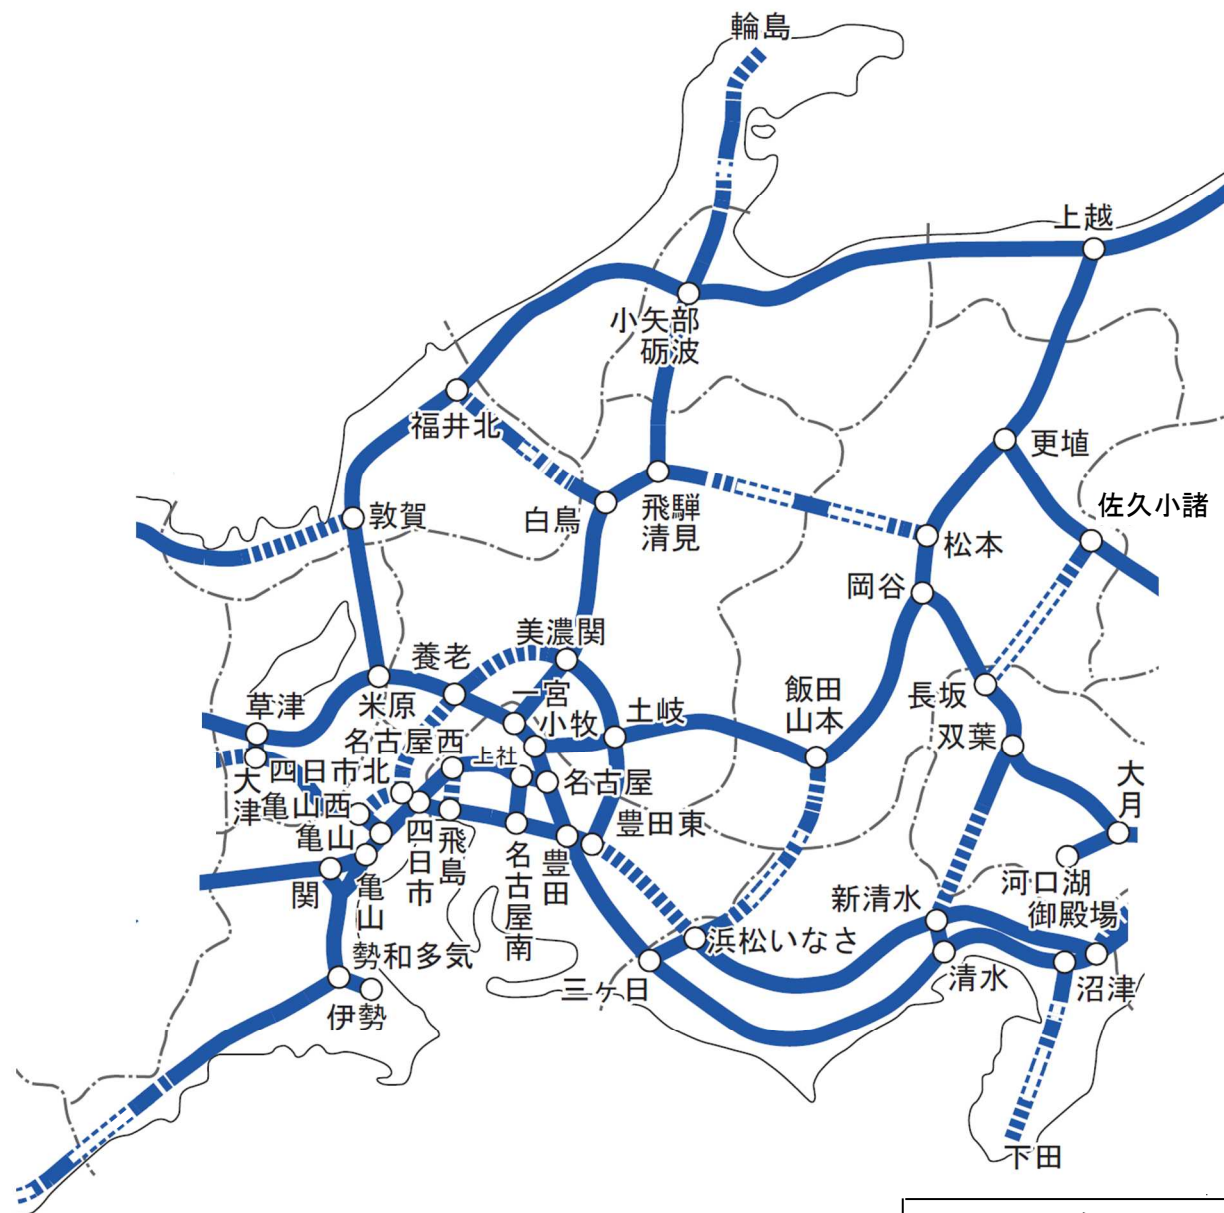 輪島
上越
小矢部
砺波
福井北
更埴
佐久小諸
敦賀
白鳥
飛騨
清見
松本
岡谷
美濃関
養老
一宮
草津
米原
小牧
土岐
飯田
山本
長坂
双葉
名古屋西
上社
名古屋
大津
四日市北
亀山西
亀山
豊田東
大月
関
亀山
四日市
飛島
名古屋南
豊田
河口湖
御殿場
新清水
浜松いなさ
勢和多気
三ヶ日
清水
沼津
伊勢
下田